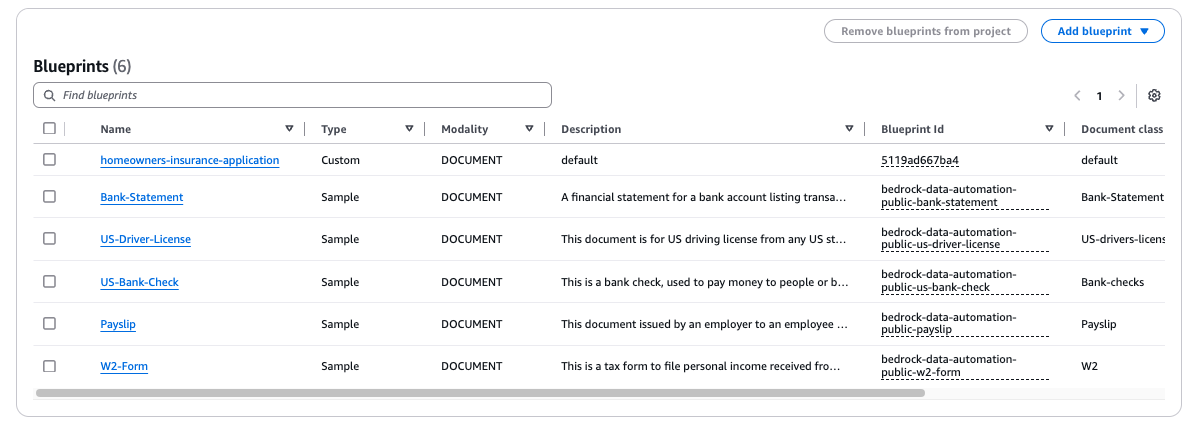 Remove blueprints from project
Add blueprint
Blueprints (6)
Find blueprints
1
Name Type Modality Description Blueprint Id Document class
homeowners-insurance-application Custom DOCUMENT default 5119ad667ba4 default
Bank-Statement Sample DOCUMENT A financial statement for a bank account listing transa... bedrock-data-automation-
public-bank-statement Bank-Statement
US-Driver-License Sample DOCUMENT This document is for US driving license from any US st... bedrock-data-automation-
public-us-driver-license US-drivers-licens
US-Bank-Check Sample DOCUMENT This is a bank check, used to pay money to people or b... bedrock-data-automation-
public-us-bank-check Bank-checks
Payslip Sample DOCUMENT This document issued by an employer to an employee ... bedrock-data-automation-
public-payslip Payslip
W2-Form Sample DOCUMENT This is a tax form to file personal income received fro... bedrock-data-automation-
public-w2-form W2